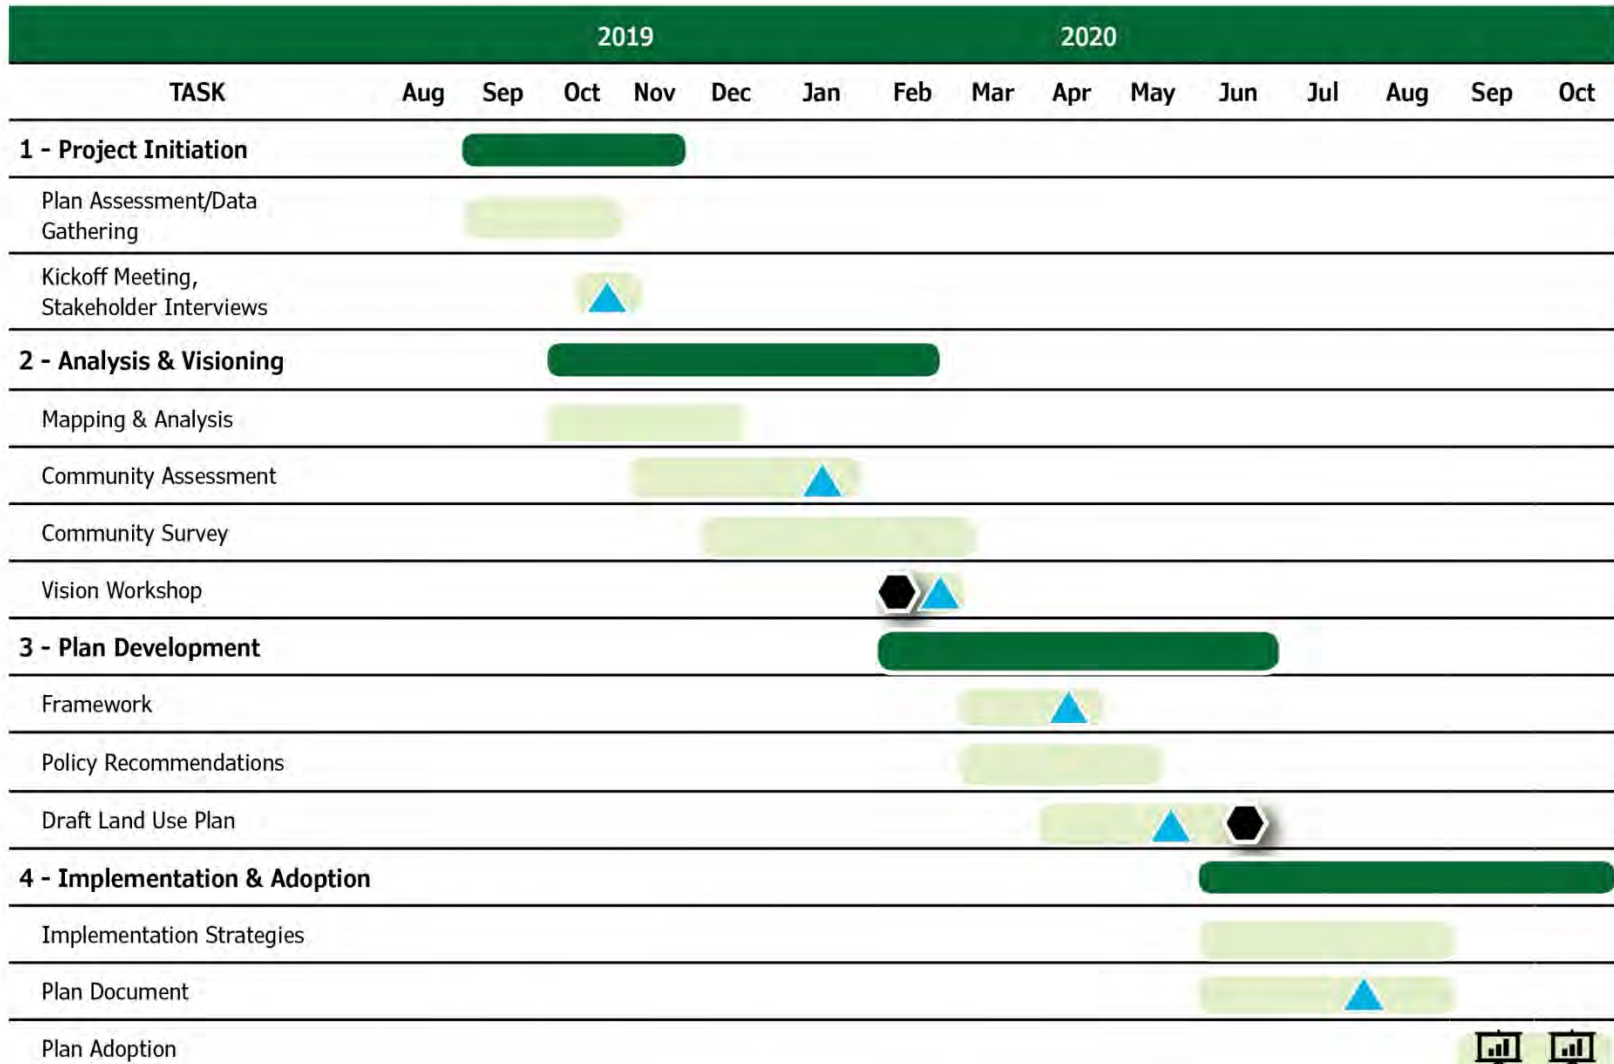 2019 2020
TASK Aug Sep Oct Nov Dec Jan Feb Mar Apr May Jun Jul Aug Sep Oct
1 - Project Initiation
Plan Assessment/Data
Gathering
Kickoff Meeting,
Stakeholder Interviews
2 - Analysis & Visioning
Mapping & Analysis
Community Assessment
Community Survey
Vision Workshop
3 - Plan Development
Framework
Policy Recommendations
Draft Land Use Plan
4 - Implementation & Adoption
Implementation Strategies
Plan Document
Plan Adoption